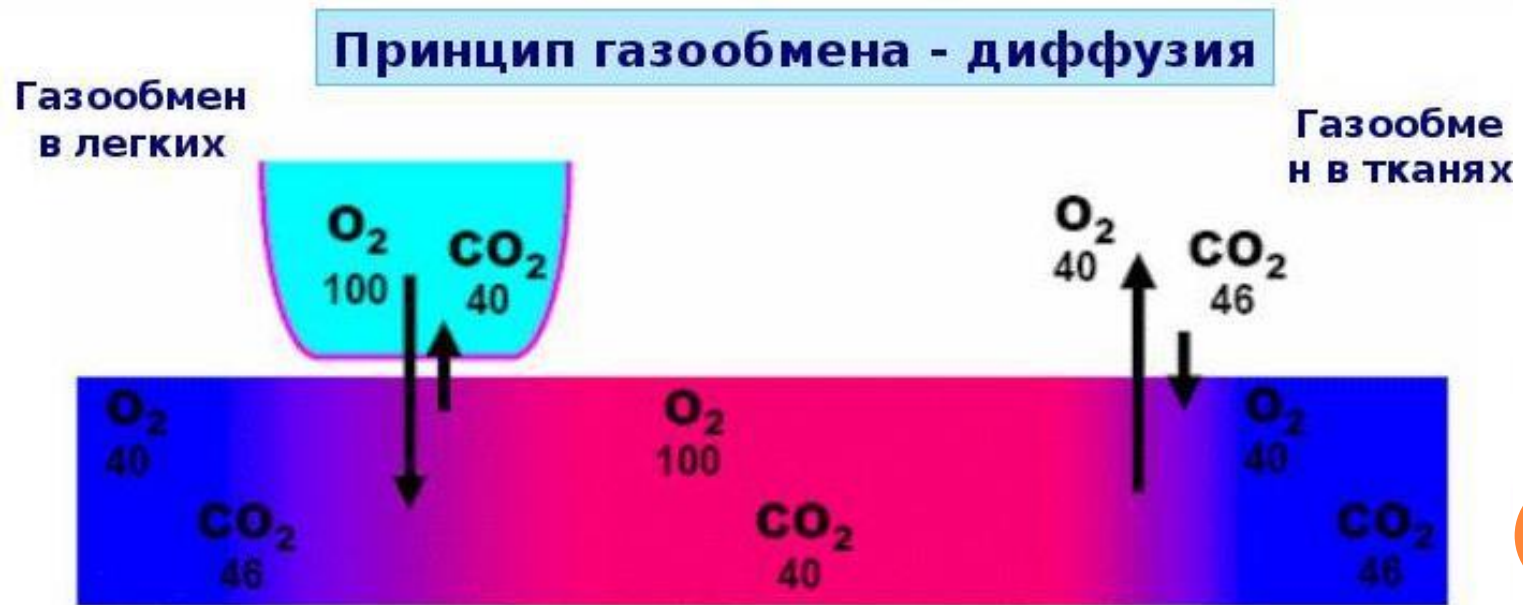 Принцип газообмена - диффузия
Газообмен
в легких
Газообме
н в тканях
O₂
100
CO₂
40
O₂
40
CO₂
46
O₂
40
CO₂
46
O₂
100
CO₂
40
O₂
40
CO₂
46